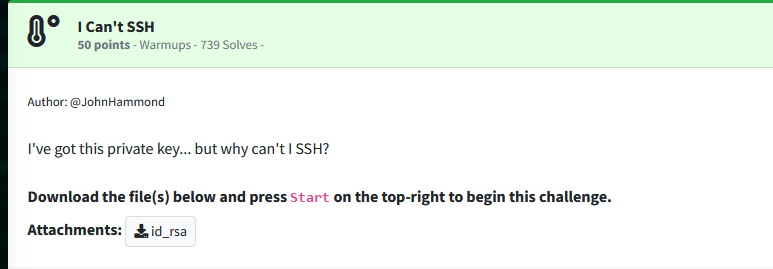 I Can't SSH
50 points - Warmups - 739 Solves -
Author: @JohnHammond
I've got this private key... but why can't I SSH?
Download the file(s) below and press Start on the top-right to begin this challenge.
Attachments: id_rsa